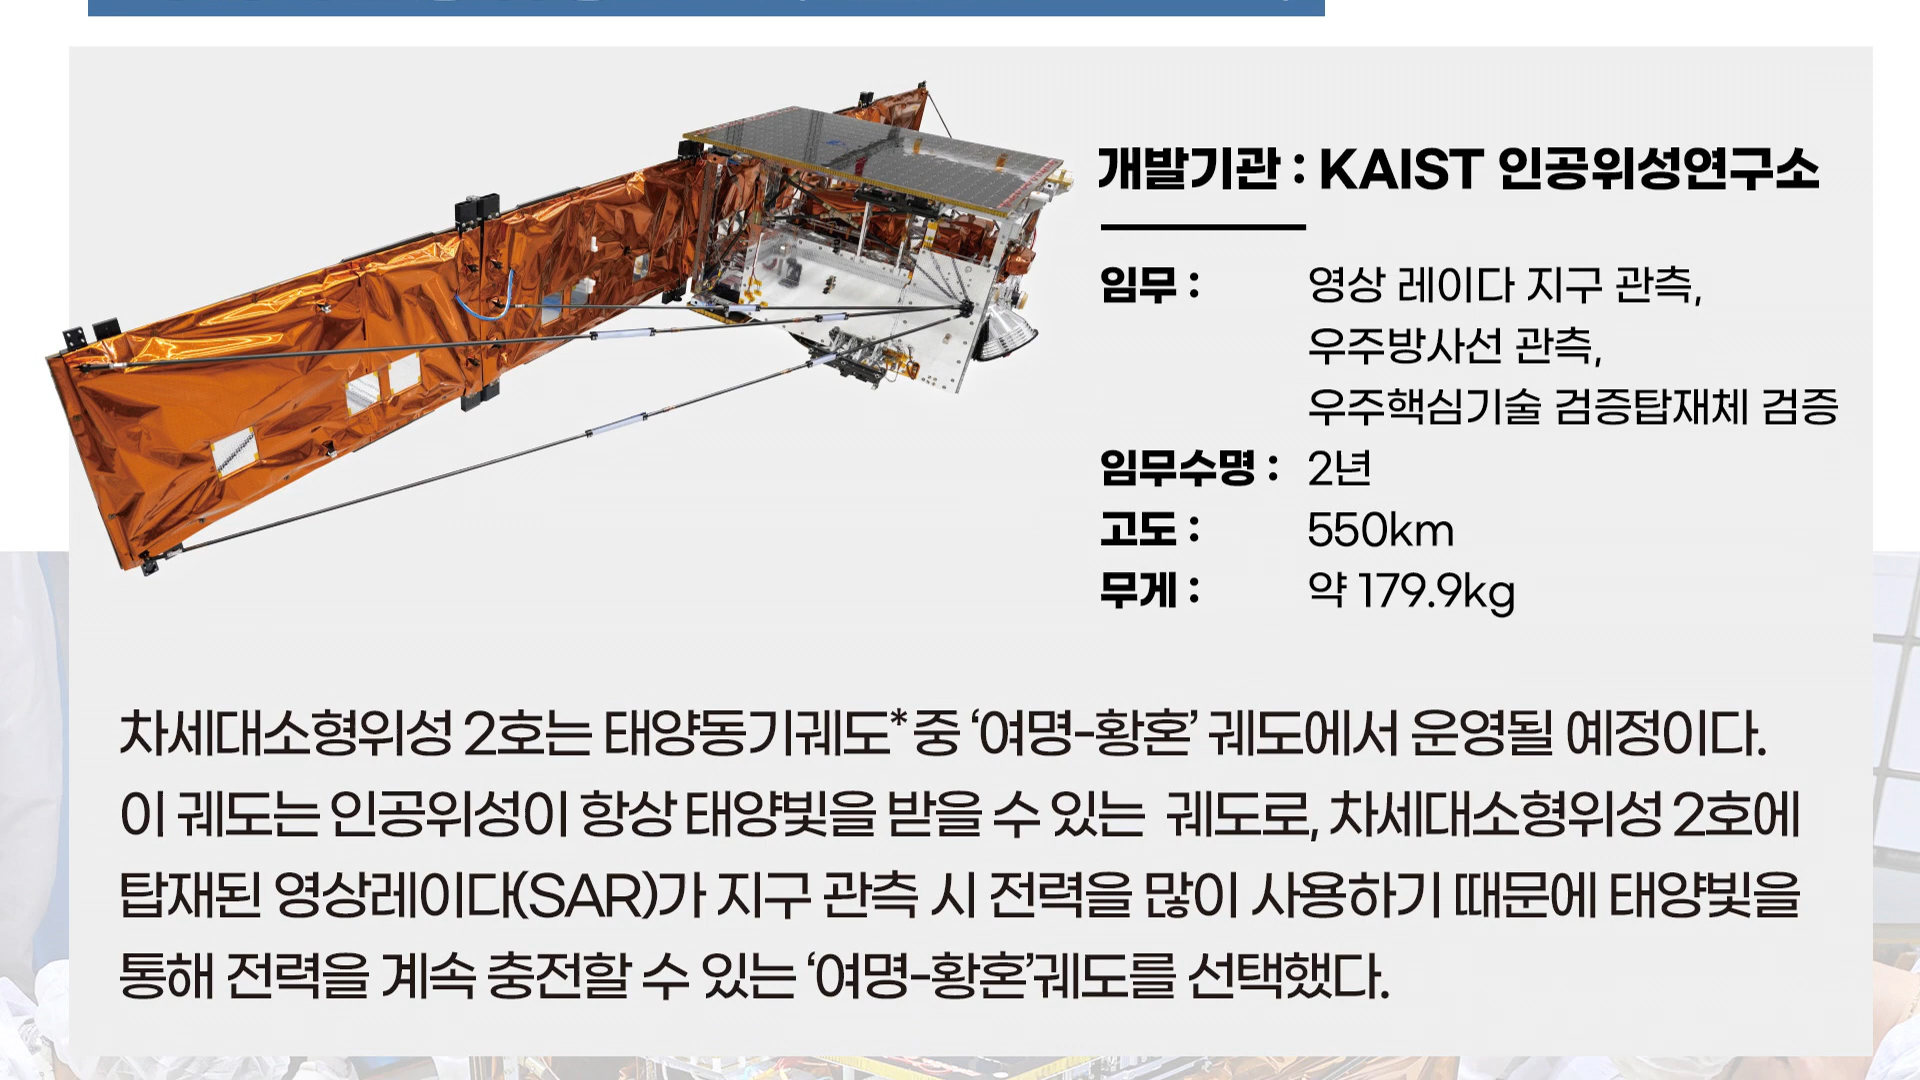 개발기관 : KAIST 인공위성연구소
임무 : 영상 레이다 지구 관측,
우주방사선 관측,
우주핵심기술 검증탑재체 검증
임무수명 : 2년
고도 : 550km
무게 : 약 179.9kg
차세대소형위성 2호는 태양동기궤도* 중 ‘여명-황혼’ 궤도에서 운영될 예정이다.
이 궤도는 인공위성이 항상 태양빛을 받을 수 있는 궤도로, 차세대소형위성 2호에
탑재된 영상레이다(SAR)가 지구 관측 시 전력을 많이 사용하기 때문에 태양빛을
통해 전력을 계속 충전할 수 있는 ‘여명-황혼’궤도를 선택했다.